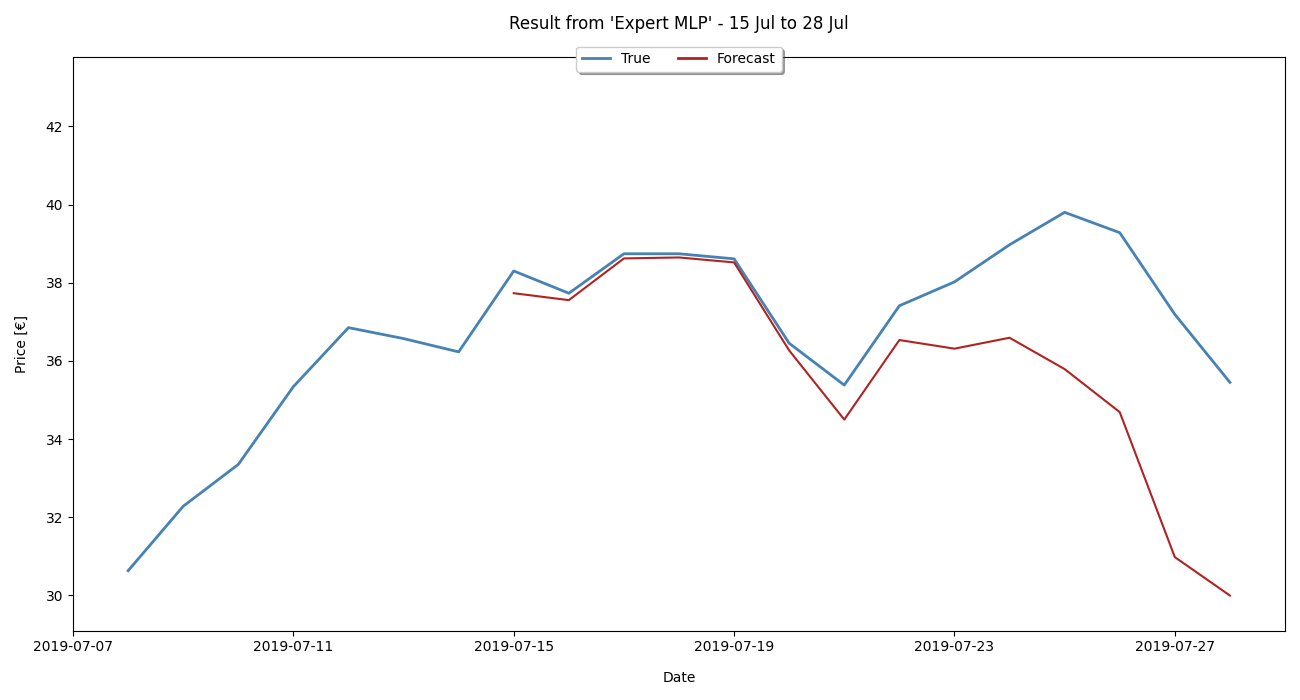 Result from 'Expert MLP' - 15 Jul to 28 Jul
True Forecast
Price [€]
42
40
38
36
34
32
30
2019-07-07 2019-07-11 2019-07-15 2019-07-19 2019-07-23 2019-07-27
Date